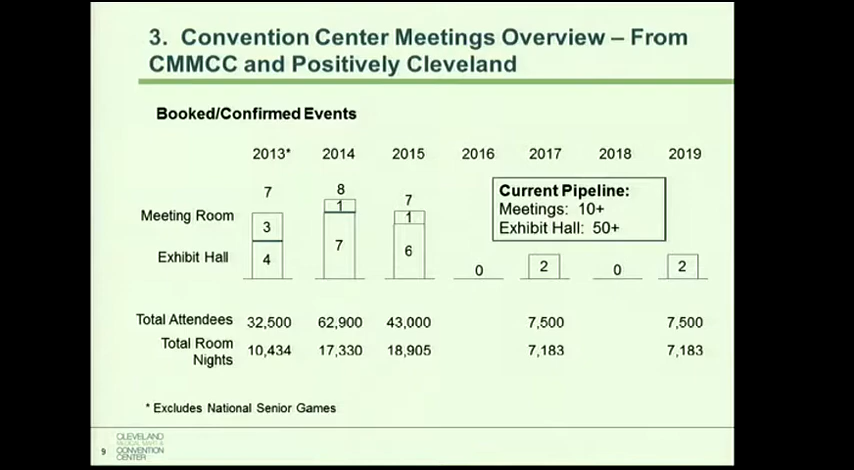 3. Convention Center Meetings Overview – From
CMMCC and Positively Cleveland
Booked/Confirmed Events
2013* 2014 2015 2016 2017 2018 2019
7 8 7
Current Pipeline:
Meetings: 10+
Exhibit Hall: 50+
Meeting Room 3 1 1
Exhibit Hall 4 7 6 0 2 0 2
Total Attendees 32,500 62,900 43,000 7,500 7,500
Total Room
Nights 10,434 17,330 18,905 7,183 7,183
* Excludes National Senior Games
9
CLEVELAND
CONVENTION
CENTER